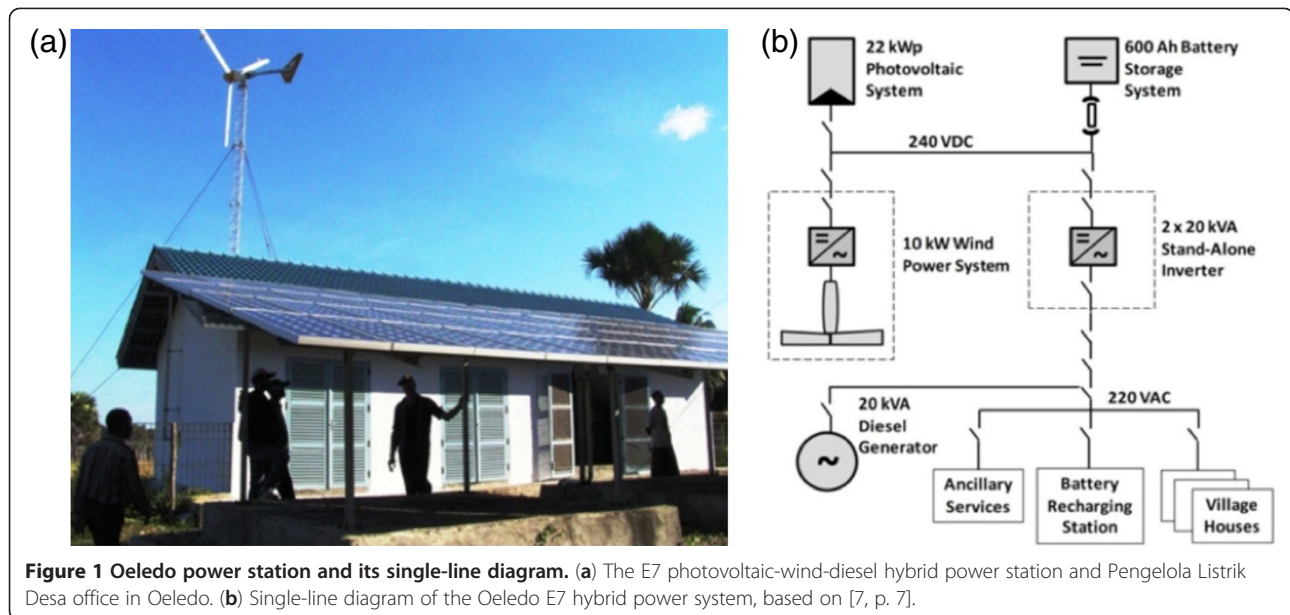 (a)
(b)
22 kWp
Photovoltaic
System
600 Ah Battery
Storage
System
240 VDC
10 kW Wind
Power System
2 x 20 kVA
Stand-Alone
Inverter
20 kVA
Diesel
Generator
220 VAC
Ancillary
Services
Battery
Recharging
Station
Village
Houses
Figure 1 Oeledo power station and its single-line diagram. (a) The E7 photovoltaic-wind-diesel hybrid power station and Pengelola Listrik
Desa office in Oeledo. (b) Single-line diagram of the Oeledo E7 hybrid power system, based on [7, p. 7].